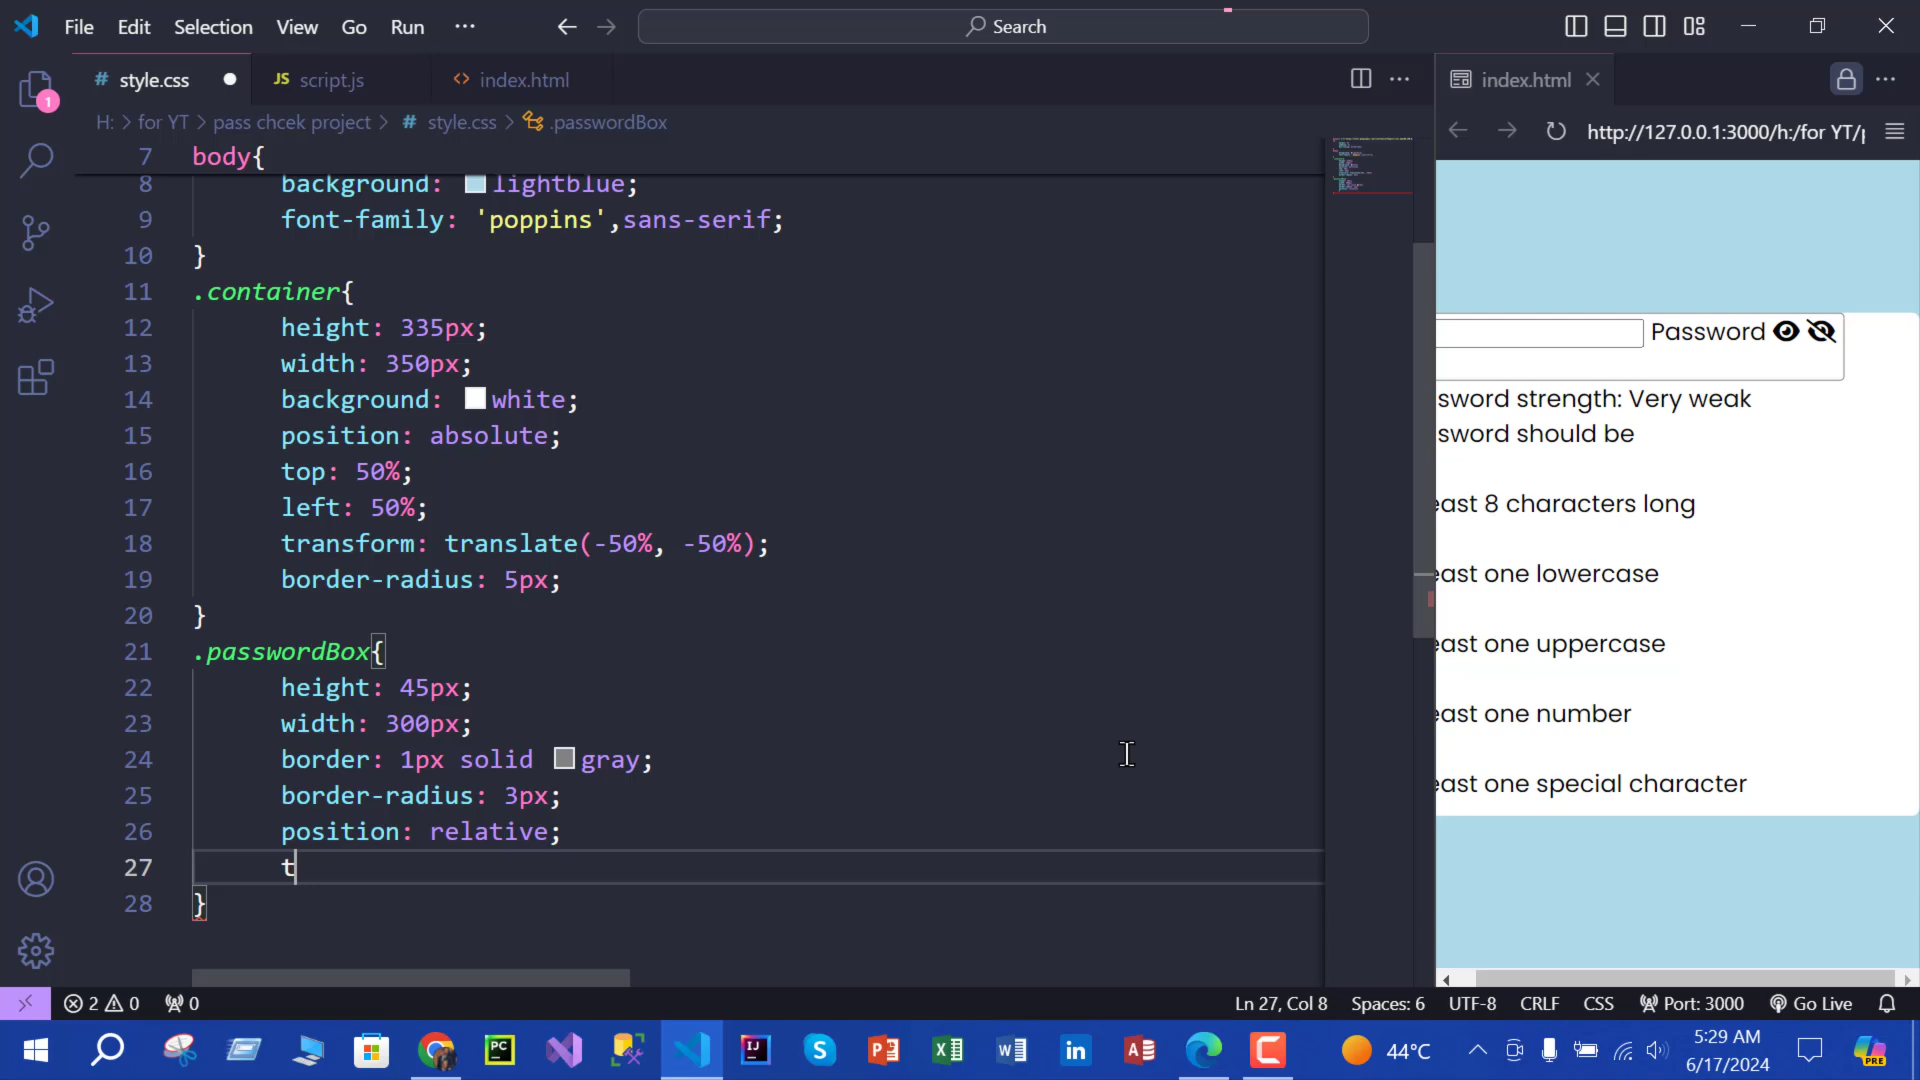 File Edit Selection View Go Run ··· Search
# style.css JS script.js <> index.html ··· index.html ···
H: > for YT > pass chcek project > # style.css > .passwordBox
http://127.0.0.1:3000/h:/for YT/p
7 body{
8 background: lightblue;
9 font-family: 'poppins',sans-serif;
10 }
11 .container{
12 height: 335px;
13 width: 350px;
14 background: white;
15 position: absolute;
16 top: 50%;
17 left: 50%;
18 transform: translate(-50%, -50%);
19 border-radius: 5px;
20 }
21 .passwordBox{
22 height: 45px;
23 width: 300px;
24 border: 1px solid gray;
25 border-radius: 3px;
26 position: relative;
27 t
28 }
Password
sword strength: Very weak
sword should be
east 8 characters long
east one lowercase
east one uppercase
east one number
east one special character
1
2 0 0 Ln 27, Col 8 Spaces: 6 UTF-8 CRLF CSS Port: 3000 Go Live
44°C 5:29 AM
6/17/2024
PC IJ S P X W in A PRE